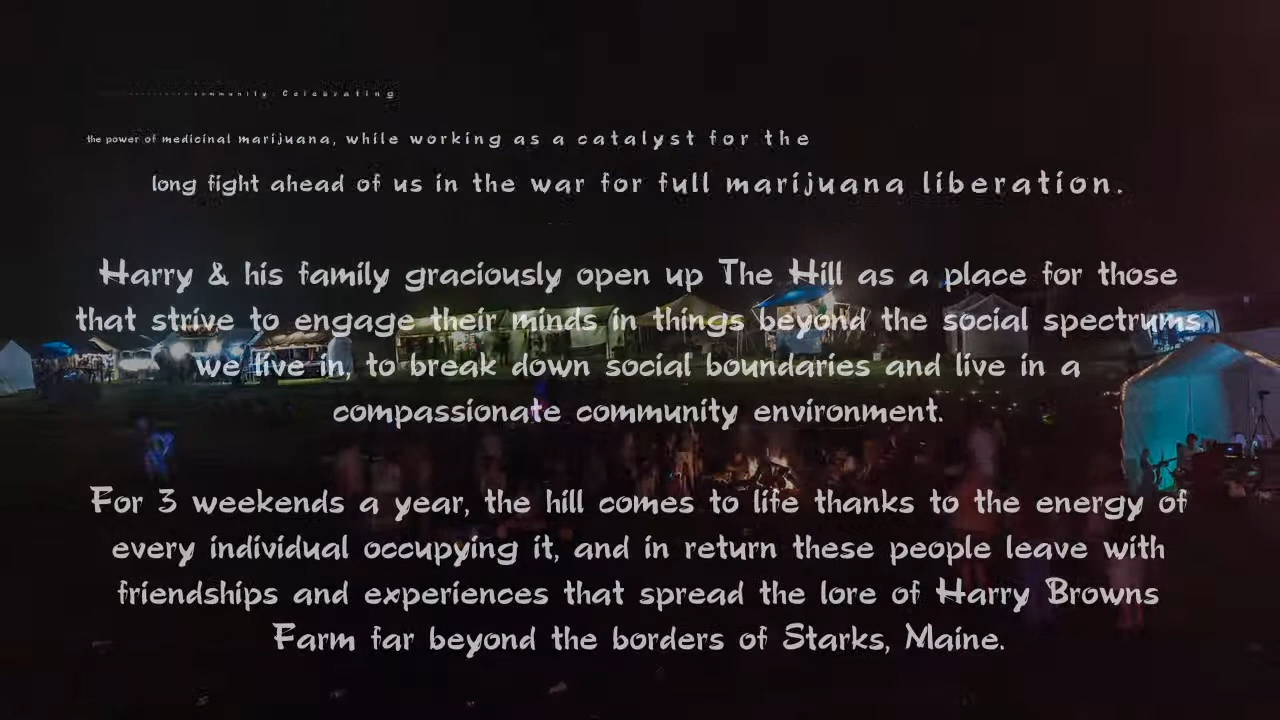 community. Celebrating
the power of medicinal marijuana, while working as a catalyst for the
long fight ahead of us in the war for full marijuana liberation.
Harry & his family graciously open up The Hill as a place for those
that strive to engage their minds in things beyond the social spectrums
we live in, to break down social boundaries and live in a
compassionate community environment.
For 3 weekends a year, the hill comes to life thanks to the energy of
every individual occupying it, and in return these people leave with
friendships and experiences that spread the lore of Harry Browns
Farm far beyond the borders of Starks, Maine.